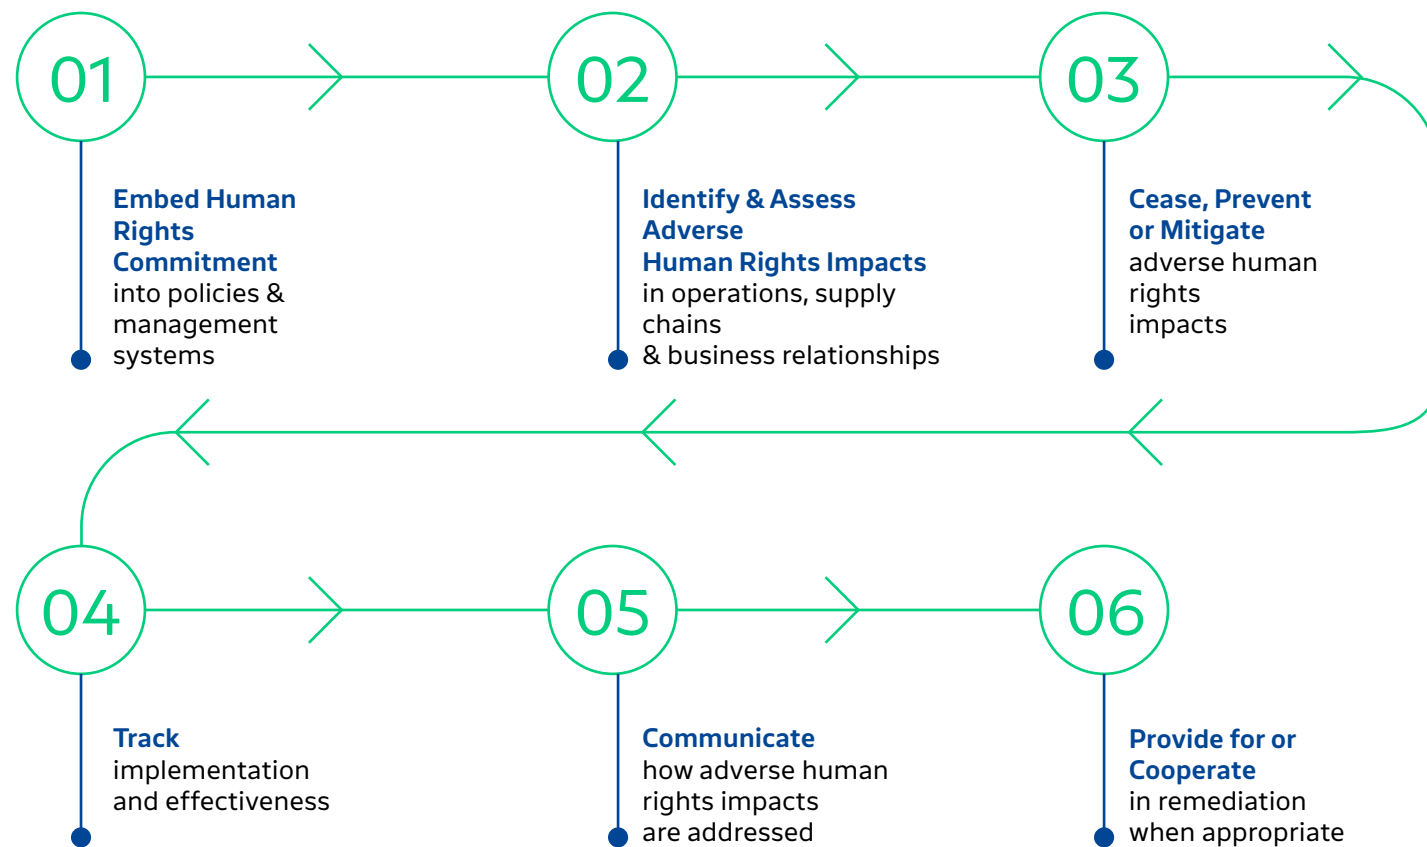 01
02
03
Embed Human
Rights
Commitment
into policies &
management
systems
Identify & Assess
Adverse
Human Rights Impacts
in operations, supply
chains
& business relationships
Cease, Prevent
or Mitigate
adverse human
rights
impacts
04
05
06
Track
implementation
and effectiveness
Communicate
how adverse human
rights impacts
are addressed
Provide for or
Cooperate
in remediation
when appropriate